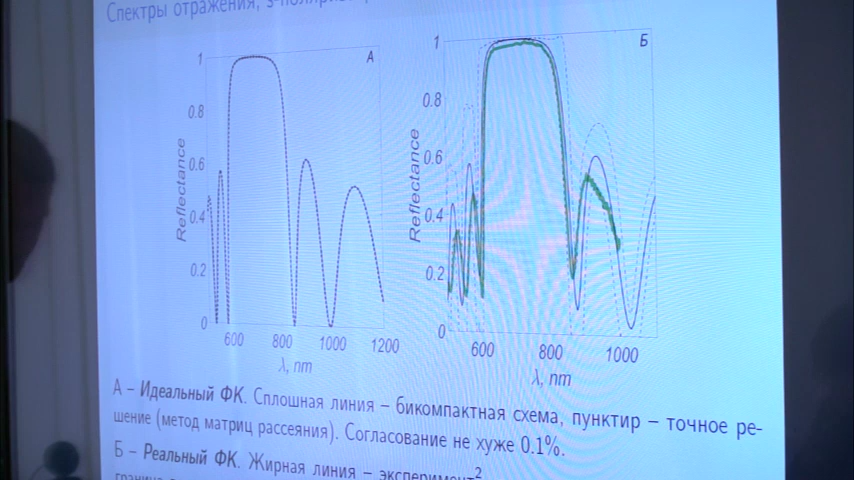 Спектры отражения,
А
Reflectance
1
0.8
0.6
0.4
0.2
0
600 800 1000 1200
λ, nm
Б
Reflectance
1
0.8
0.6
0.4
0.2
0
600 800 1000
λ, nm
А – Идеальный ФК. Сплошная линия – бикомпактная схема, пунктир – точное ре-
шение (метод матриц рассеяния). Согласование не хуже 0.1%.
Б – Реальный ФК. Жирная линия – эксперимент2